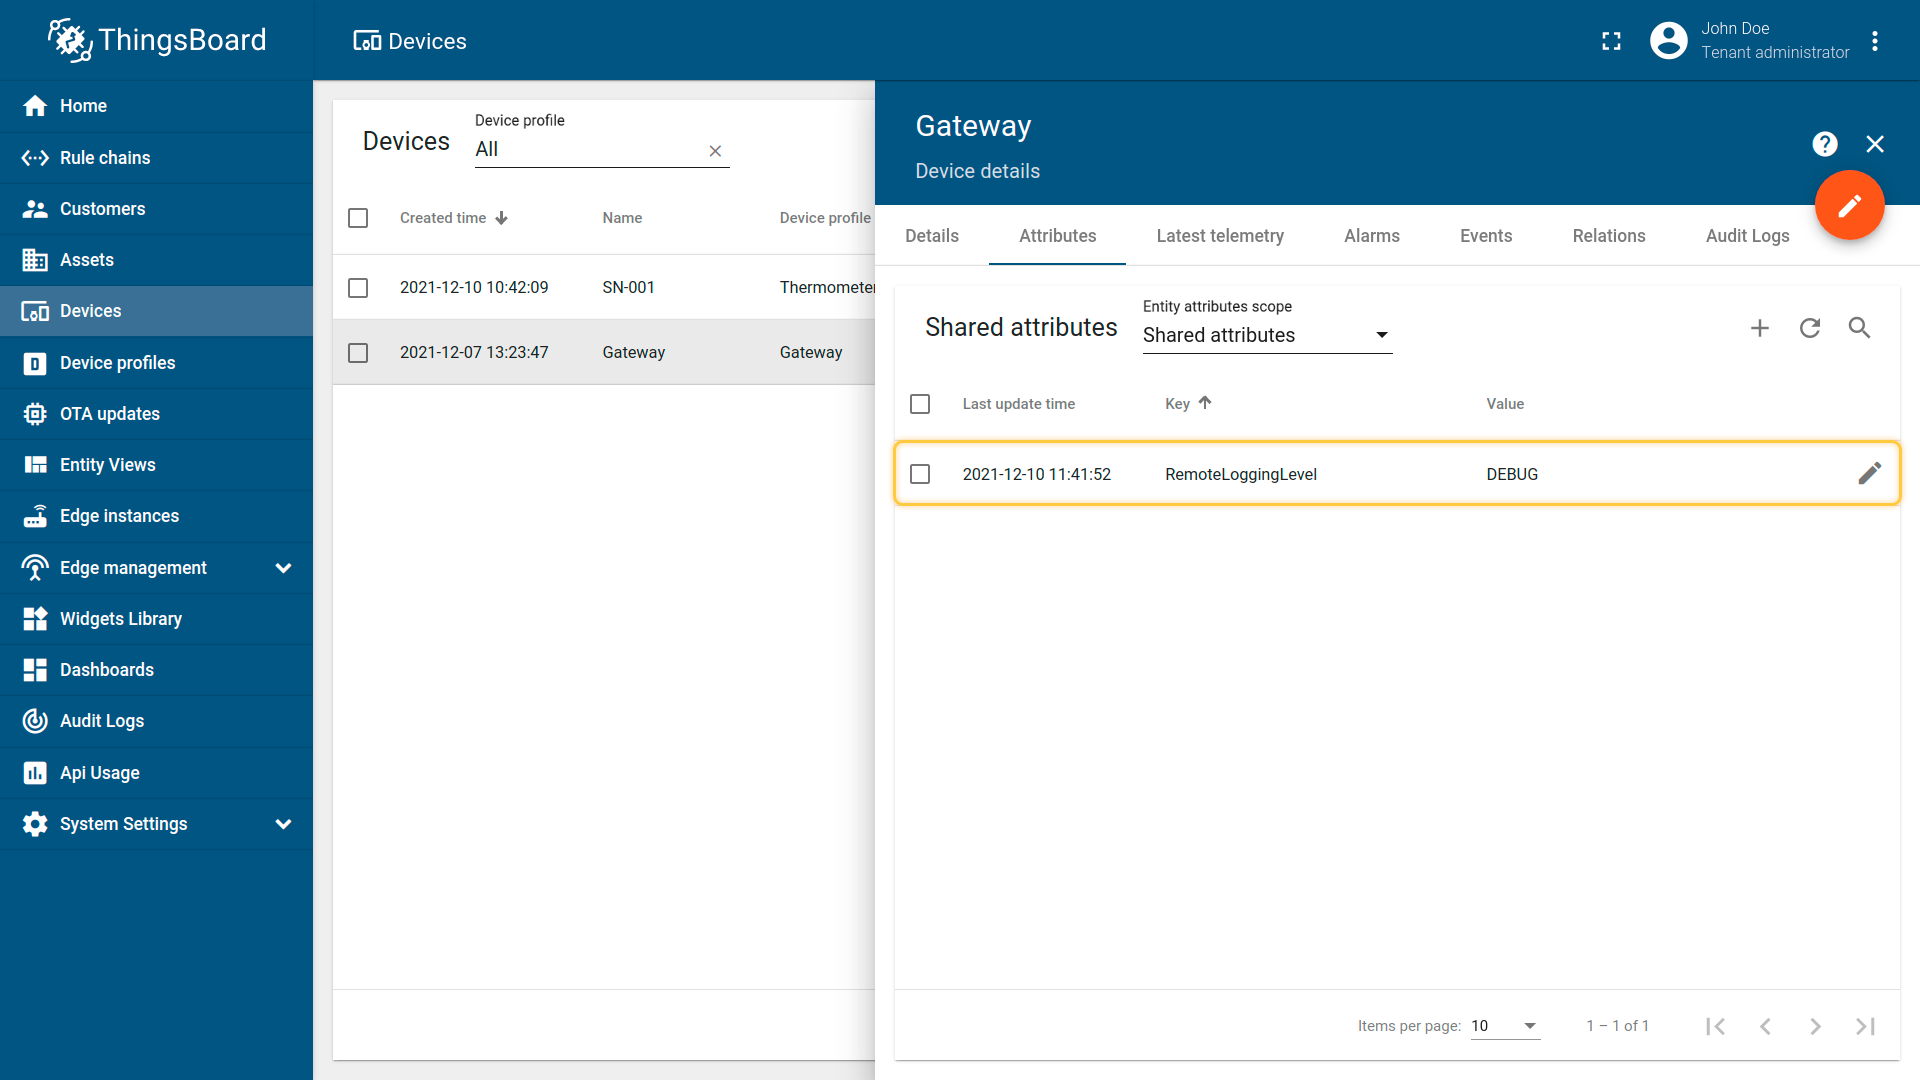 ThingsBoard
Devices
John Doe
Tenant administrator
Home
Rule chains
Customers
Assets
Devices
Device profiles
OTA updates
Entity Views
Edge instances
Edge management
Widgets Library
Dashboards
Audit Logs
Api Usage
System Settings
Devices
Device profile
All
Created time
Name
Device profile
2021-12-10 10:42:09
SN-001
Thermometer
2021-12-07 13:23:47
Gateway
Gateway
Gateway
Device details
Details
Attributes
Latest telemetry
Alarms
Events
Relations
Audit Logs
Shared attributes
Entity attributes scope
Shared attributes
Last update time
Key
Value
2021-12-10 11:41:52
RemoteLoggingLevel
DEBUG
Items per page: 10
1 – 1 of 1